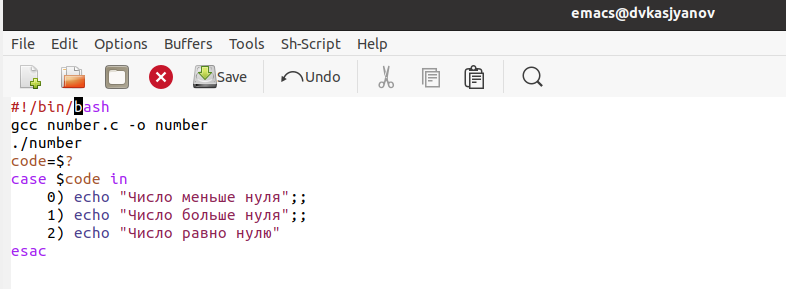 emacs@dvkasjyanov
File Edit Options Buffers Tools Sh-Script Help
Save Undo
#!/bin/bash
gcc number.c -o number
./number
code=$?
case $code in
    0) echo "Число меньше нуля";;
    1) echo "Число больше нуля";;
    2) echo "Число равно нулю"
esac